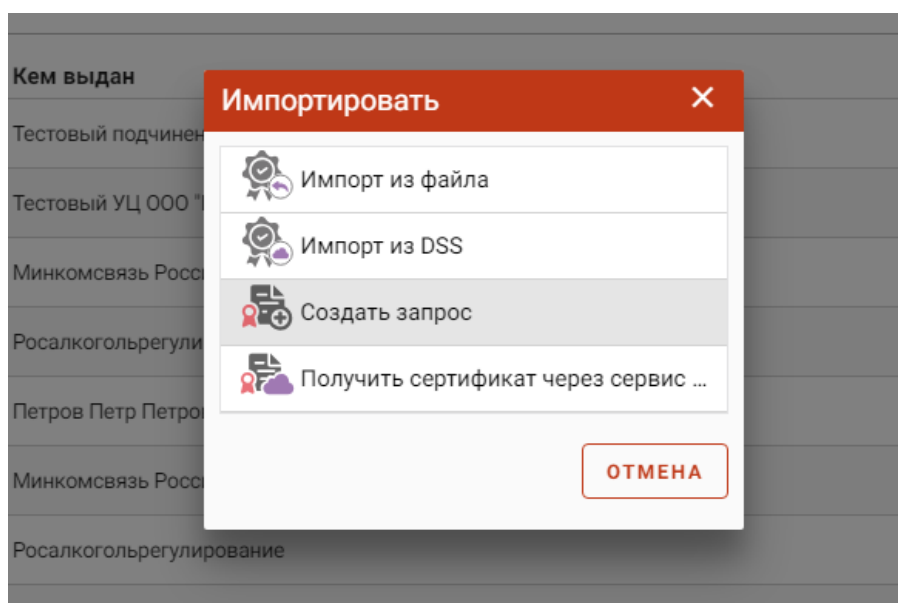 Кем выдан
Импортировать
Тестовый подчинен
Импорт из файла
Тестовый УЦ ООО "
Импорт из DSS
Минкомсвязь Росс
Создать запрос
Росалкогольрегули
Получить сертификат через сервис ...
Петров Петр Петро
Минкомсвязь Росс
ОТМЕНА
Росалкогольрегулирование